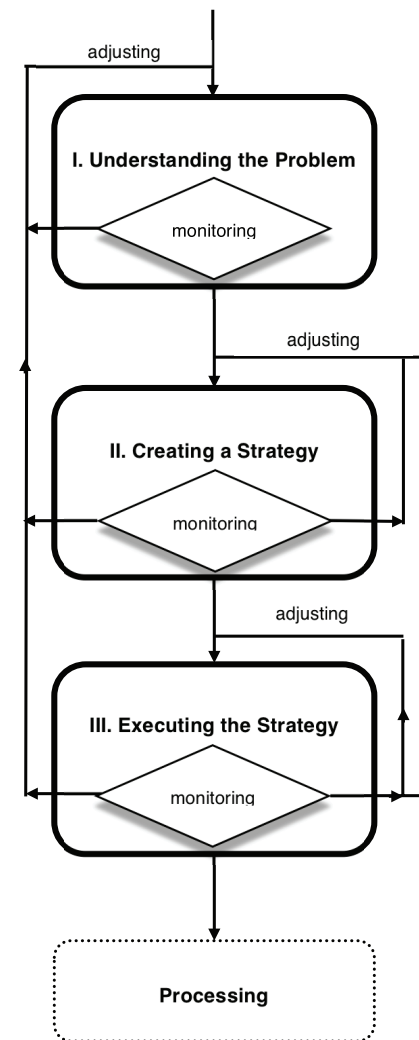 adjusting
I. Understanding the Problem
monitoring
adjusting
II. Creating a Strategy
monitoring
adjusting
III. Executing the Strategy
monitoring
Processing